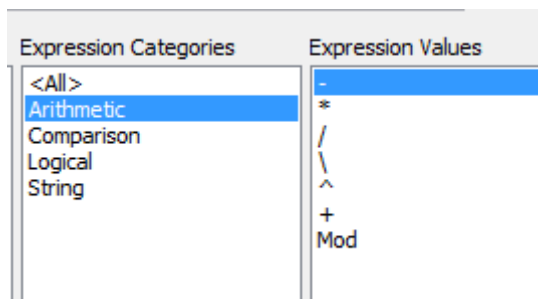 Expression Categories
Expression Values
<All>
Arithmetic
Comparison
Logical
String
-
*
/
\
^
+
Mod